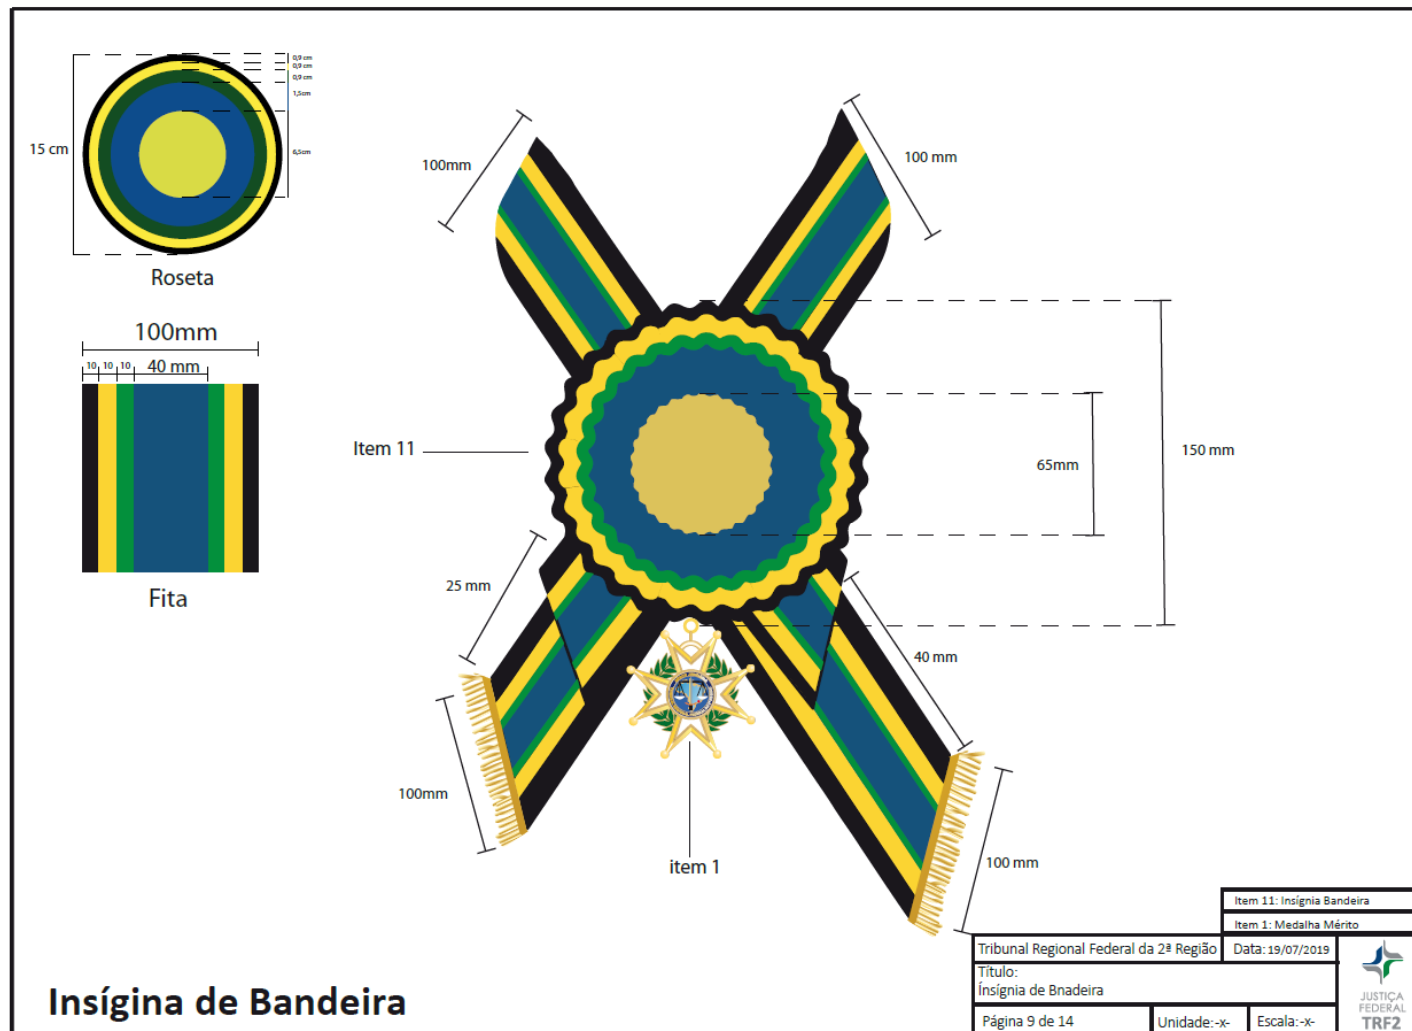 0,9 cm
0,9 cm
0,9 cm
1,5cm
15 cm
6,5cm
Roseta
100mm
10 10 10 40 mm
Fita
100mm
100 mm
Item 11
65mm
150 mm
25 mm
40 mm
100mm
100 mm
item 1
Item 11: Insígnia Bandeira
Item 1: Medalha Mérito
Tribunal Regional Federal da 2ª Região
Data: 19/07/2019
Título:
Ínsígnia de Bnadeira
Página 9 de 14
Unidade:-x-
Escala:-x-
JUSTIÇA
FEDERAL
TRF2
Insígina de Bandeira